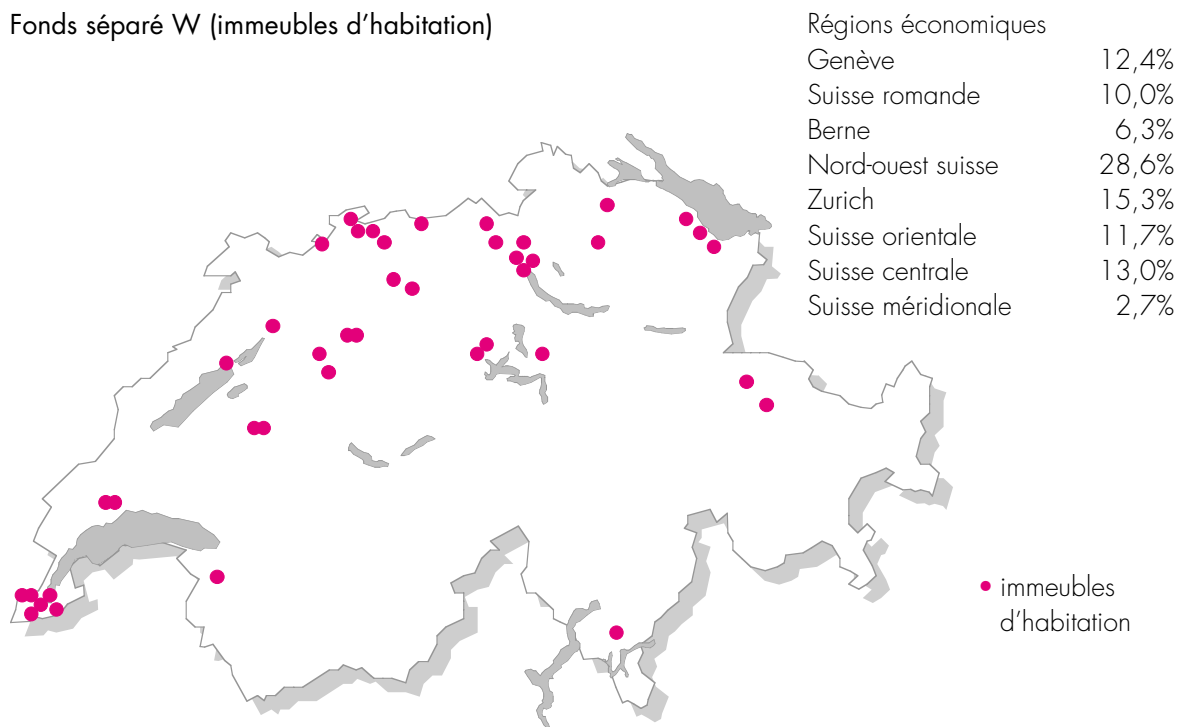 Fonds séparé W (immeubles d’habitation)
Régions économiques
Genève 12,4%
Suisse romande 10,0%
Berne 6,3%
Nord-ouest suisse 28,6%
Zurich 15,3%
Suisse orientale 11,7%
Suisse centrale 13,0%
Suisse méridionale 2,7%
immeubles
d’habitation